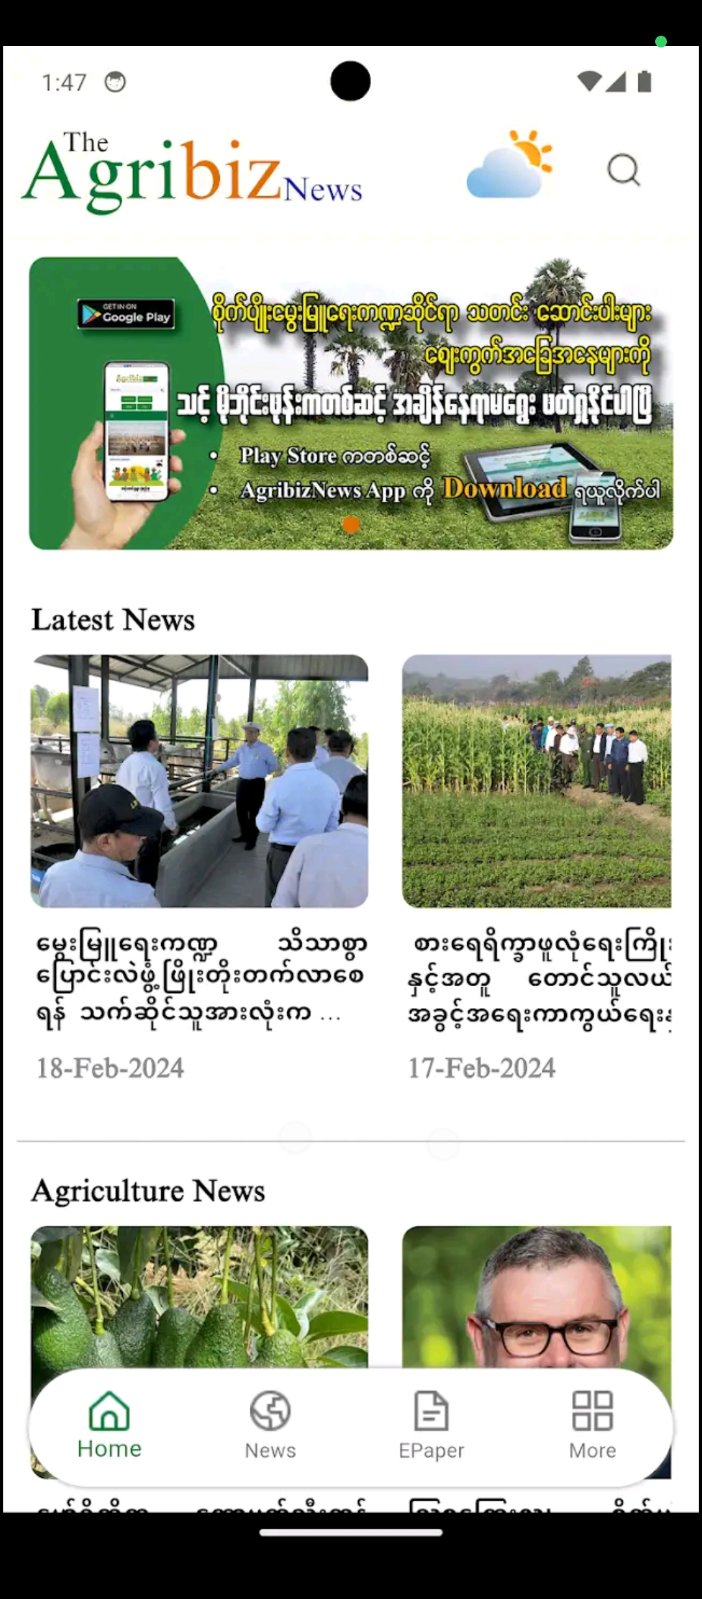 1:47
The
Agribiz News
GET IN ON
Google Play
စိုက်ပျိုးမွေးမြူရေးကဏ္ဍဆိုင်ရာ သတင်း ဆောင်းပါးများ
ဈေးကွက်အခြေအနေများကို
သင့် မိုဘိုင်းဖုန်းကတစ်ဆင့် အချိန်နေရာမရွေး ဖတ်ရှုနိုင်ပါပြီ
• Play Store ကတစ်ဆင့်
• AgribizNews App ကို Download ရယူလိုက်ပါ
Latest News
မွေးမြူရေးကဏ္ဍ သိသာစွာ
ပြောင်းလဲဖွံ့ဖြိုးတိုးတက်လာစေ
ရန် သက်ဆိုင်သူအားလုံးက ...
18-Feb-2024
စားရေရိက္ခာဖူလုံရေးကြိုး
နှင့်အတူ တောင်သူလယ်
အခွင့်အရေးကာကွယ်ရေး
17-Feb-2024
Agriculture News
Home
News
EPaper
More